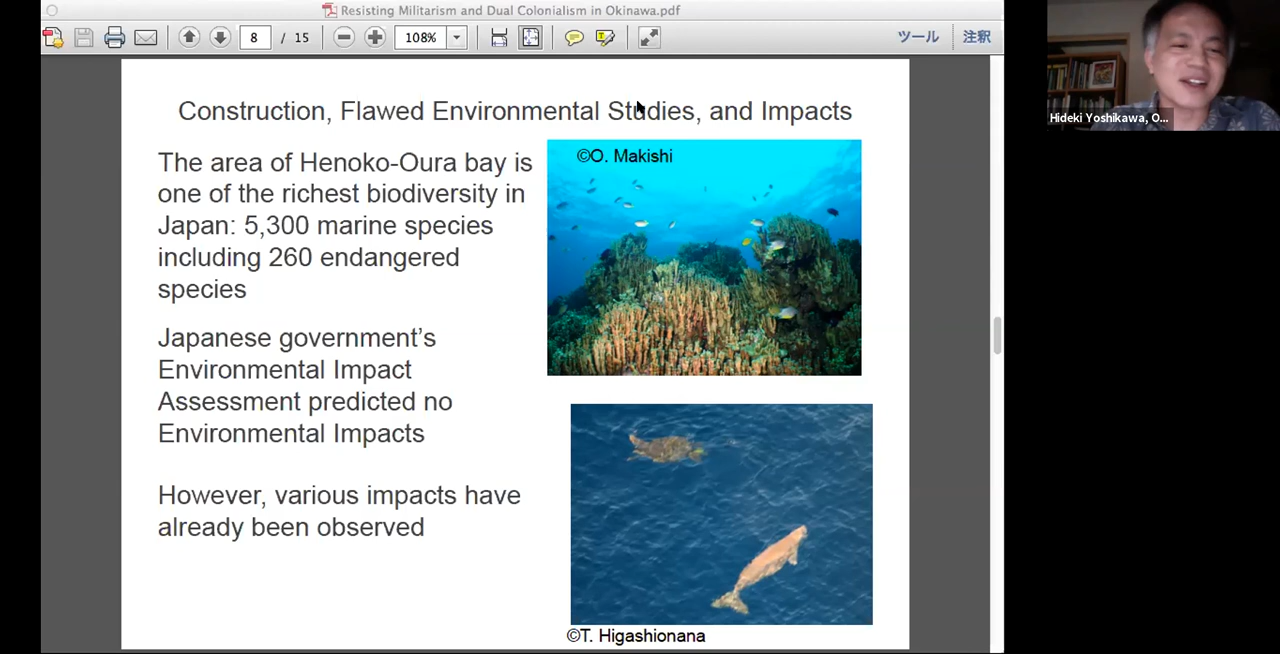 Resisting Militarism and Dual Colonialism in Okinawa.pdf
8 / 15
108%
ツール
注釈
Hideki Yoshikawa, O...
Construction, Flawed Environmental Studies, and Impacts
The area of Henoko-Oura bay is
one of the richest biodiversity in
Japan: 5,300 marine species
including 260 endangered
species
©O. Makishi
Japanese government's
Environmental Impact
Assessment predicted no
Environmental Impacts
However, various impacts have
already been observed
©T. Higashionana